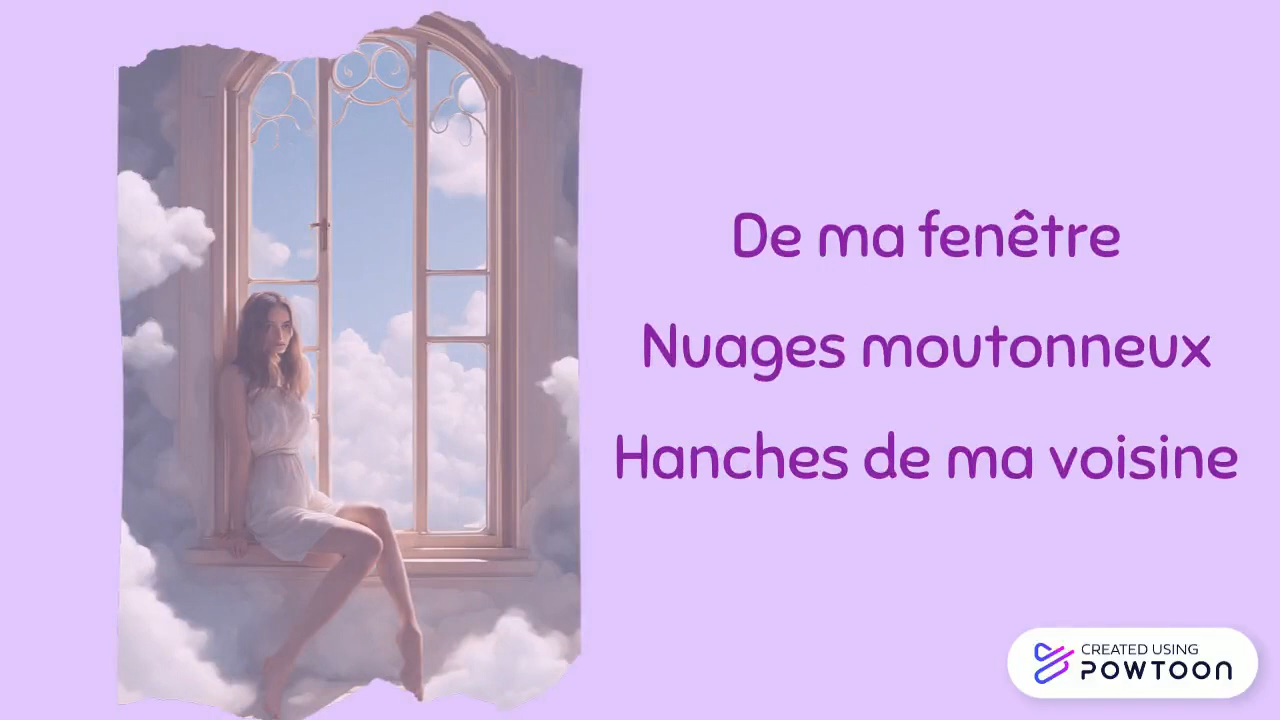 De ma fenêtre
Nuages moutonneux
Hanches de ma voisine
CREATED USING
POWTOON